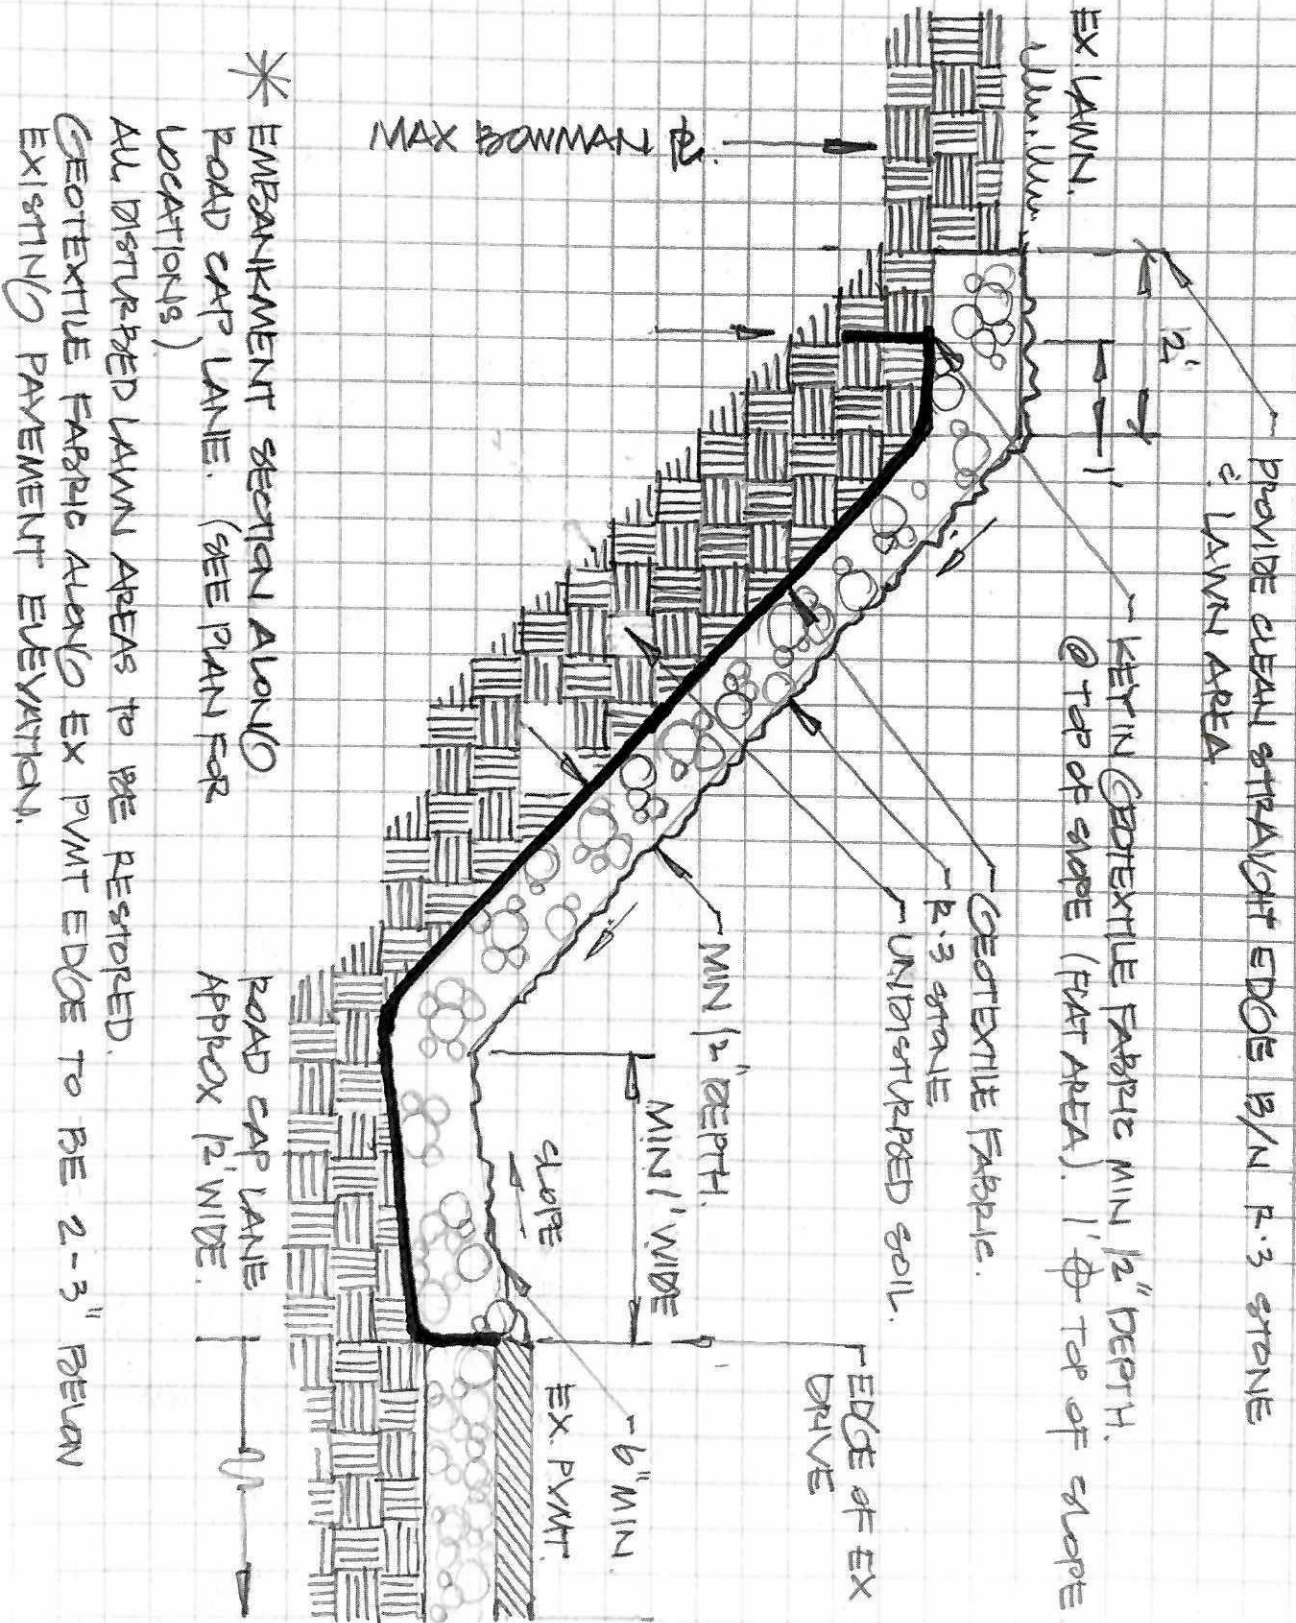 PROVIDE CLEAN STRAIGHT EDGE B/N R-3 STONE
& LAWN AREA
KEY IN GEOTEXTILE FABRIC MIN 12" DEPTH.
@ TOP OF SLOPE (FLAT AREA). 1' TOP OF SLOPE
EX. LAWN.
2'
1'
GEOTEXTILE FABRIC.
R-3 STONE
UNDISTURBED SOIL.
MIN 12" DEPTH.
MIN 1' WIDE
SLOPE
EDGE OF EX
DRIVE
6" MIN
EX. PVMT.
MAX BOWMAN PL.
ROAD CAP LANE
APPROX 12' WIDE.
* EMBANKMENT SECTION ALONG
ROAD CAP LANE. (SEE PLAN FOR
LOCATIONS)
ALL DISTURBED LAWN AREAS TO BE RESTORED.
GEOTEXTILE FABRIC ALONG EX PVMT EDGE TO BE 2-3" BELOW
EXISTING PAVEMENT ELEVATION.